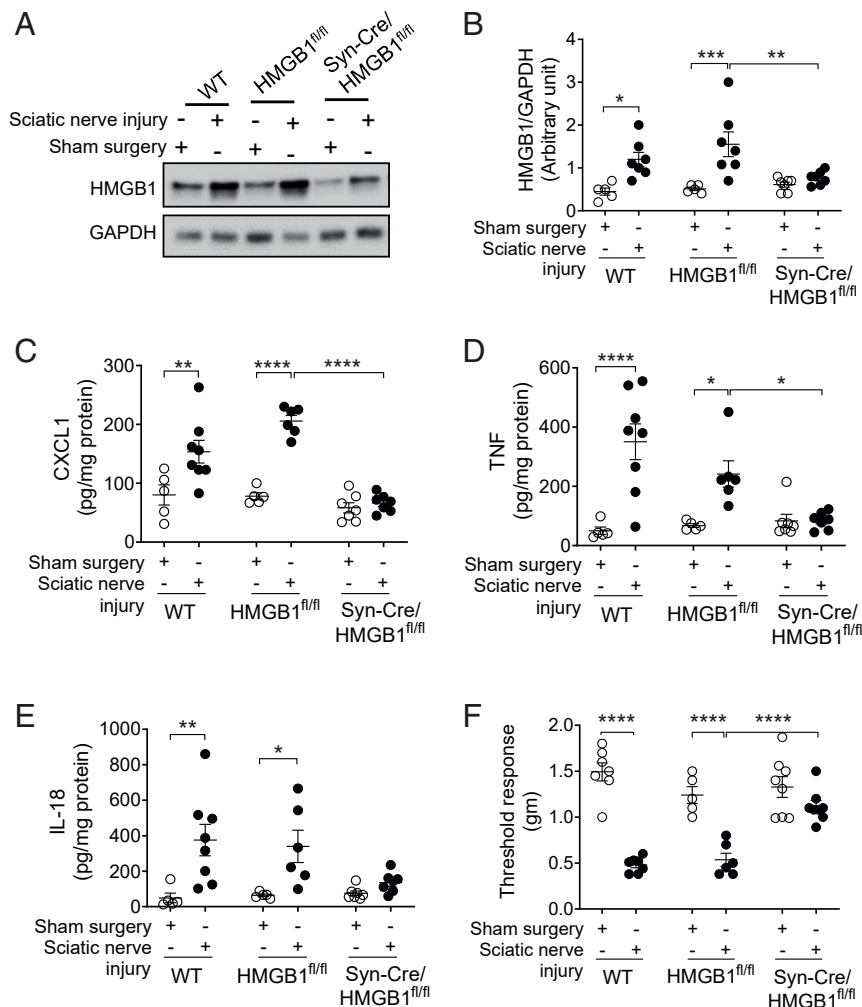 A
WT
HMGB1fl/fl
Syn-Cre/
HMGB1fl/fl
Sciatic nerve injury - + - + - +
Sham surgery + - + - + -
HMGB1
GAPDH
B
HMGB1/GAPDH
(Arbitrary unit)
4
3
2
1
0
* *** **
Sham surgery + - + - + -
Sciatic nerve - + - + - +
injury
WT
HMGB1fl/fl
Syn-Cre/
HMGB1fl/fl
C
CXCL1
(pg/mg protein)
300
200
100
0
** **** ****
Sham surgery + - + - + -
Sciatic nerve - + - + - +
injury
WT
HMGB1fl/fl
Syn-Cre/
HMGB1fl/fl
D
TNF
(pg/mg protein)
600
400
200
0
**** * *
Sham surgery + - + - + -
Sciatic nerve - + - + - +
injury
WT
HMGB1fl/fl
Syn-Cre/
HMGB1fl/fl
E
IL-18
(pg/mg protein)
1000
800
600
400
200
0
** *
Sham surgery + - + - + -
Sciatic nerve - + - + - +
injury
WT
HMGB1fl/fl
Syn-Cre/
HMGB1fl/fl
F
Threshold response
(gm)
2.0
1.5
1.0
0.5
0.0
**** **** ****
Sham surgery + - + - + -
Sciatic nerve - + - + - +
injury
WT
HMGB1fl/fl
Syn-Cre/
HMGB1fl/fl